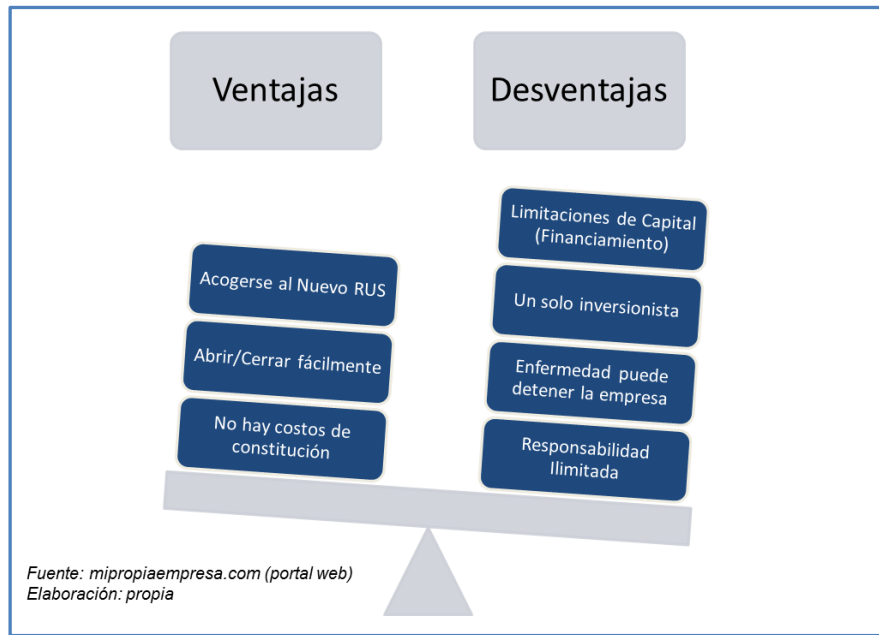 Ventajas
Desventajas
Acogerse al Nuevo RUS
Abrir/Cerrar fácilmente
No hay costos de
constitución
Limitaciones de Capital
(Financiamiento)
Un solo inversionista
Enfermedad puede
detener la empresa
Responsabilidad
Ilimitada
Fuente: mipropiaempresa.com (portal web)
Elaboración: propia